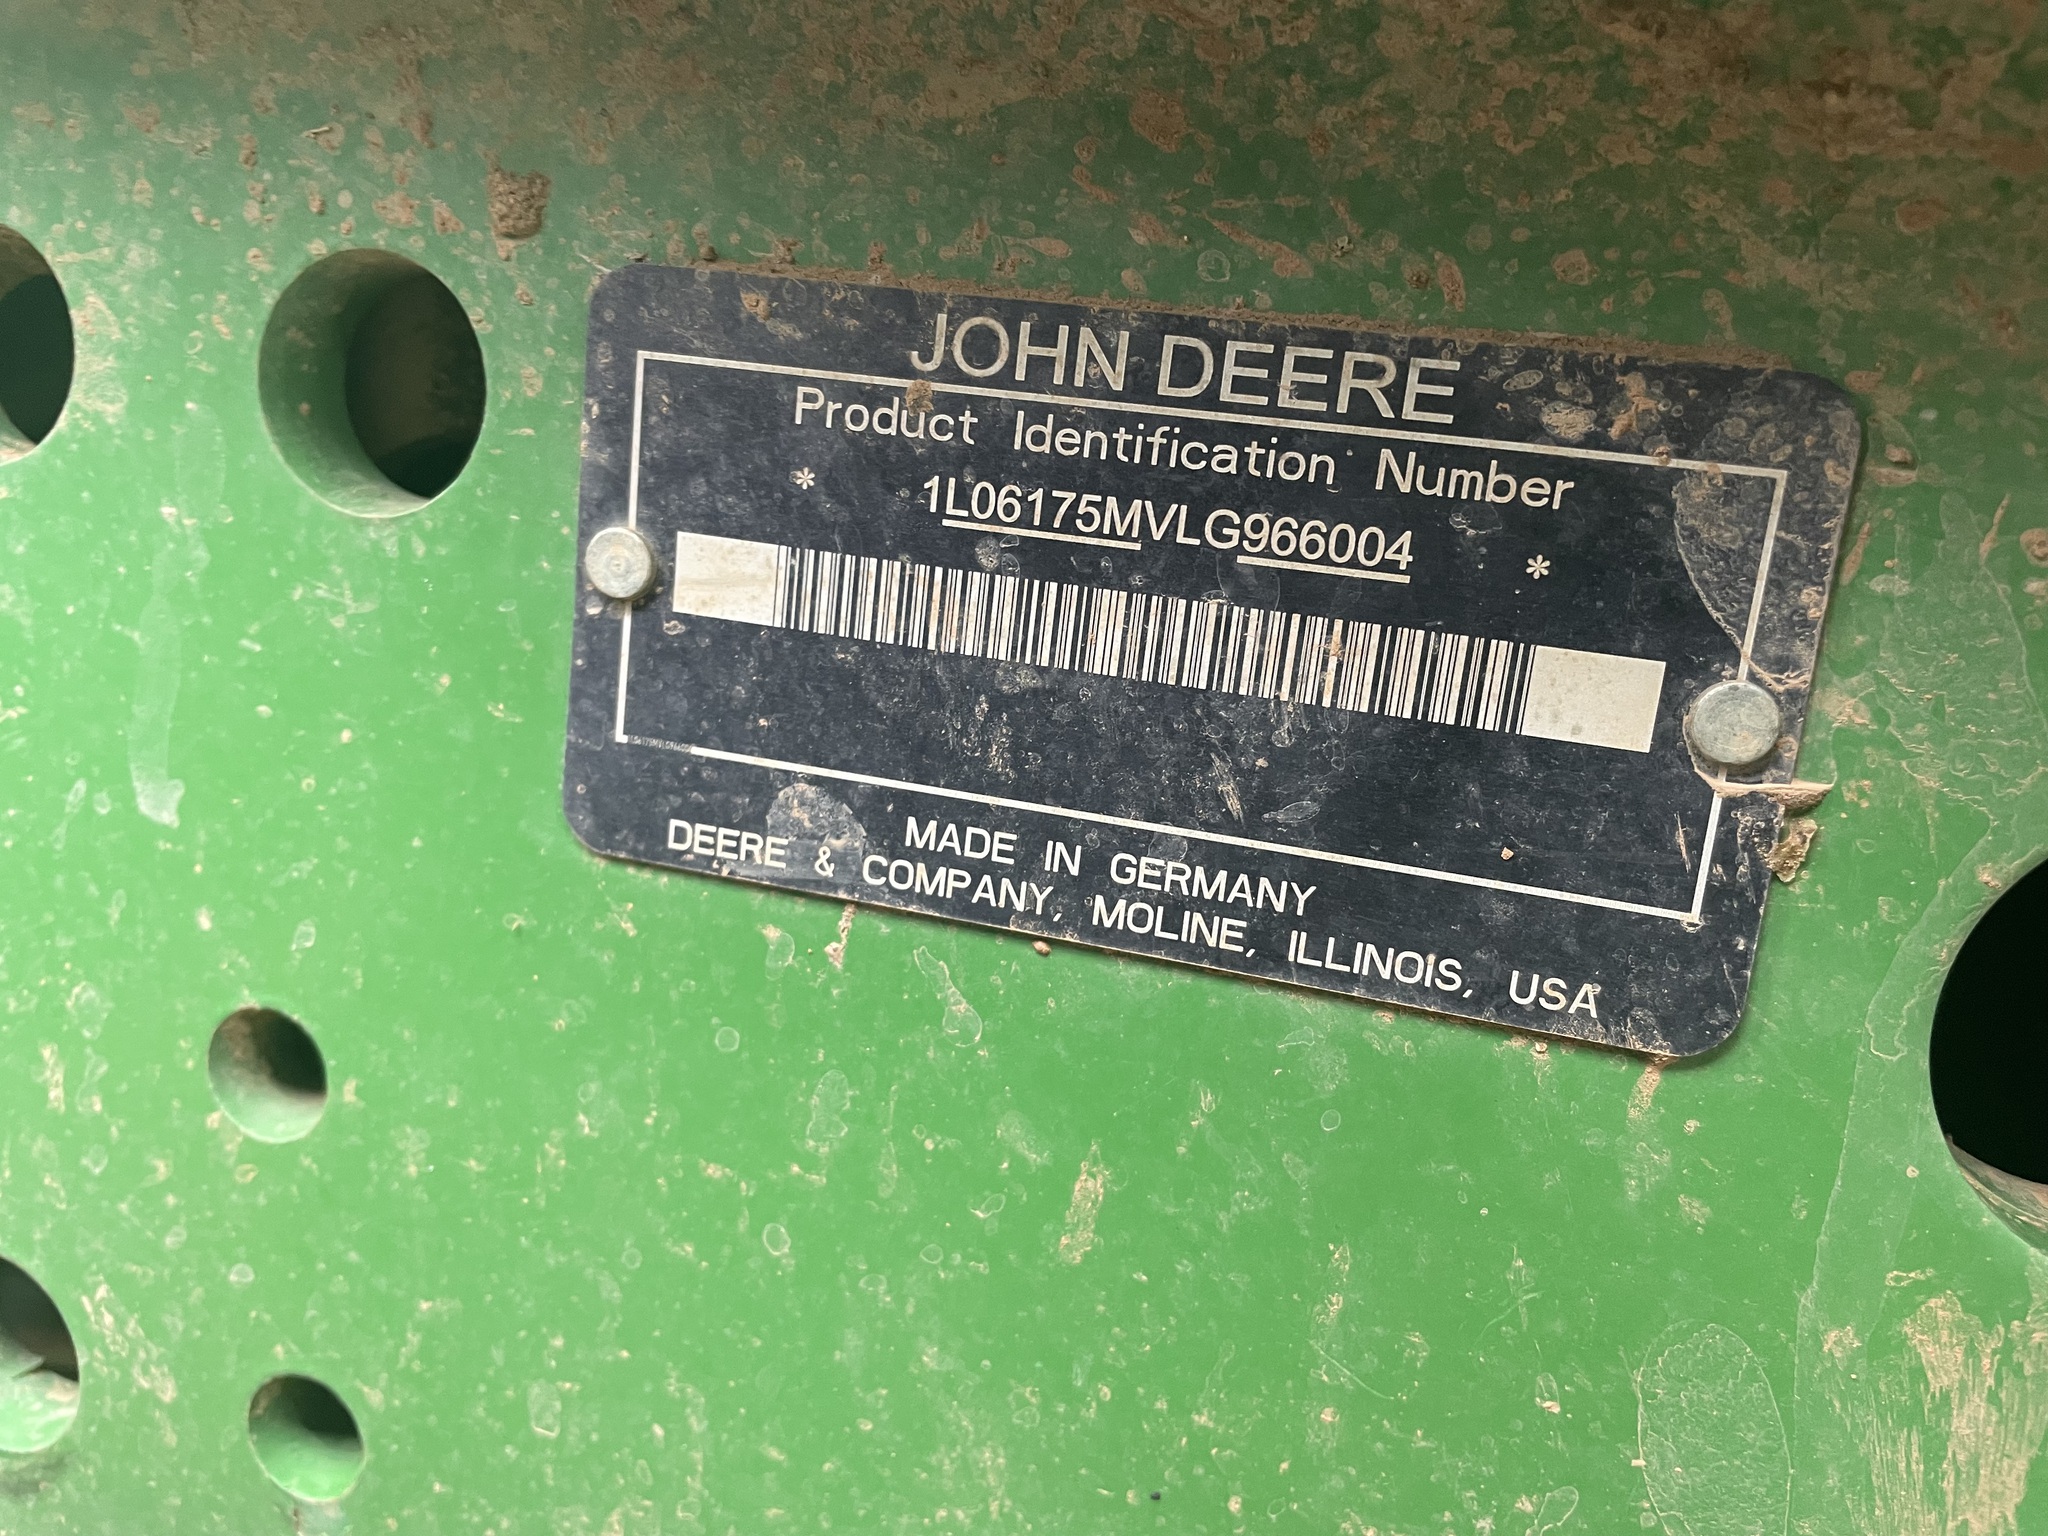 JOHN DEERE
Product Identification Number
* 1L06175MVLG966004 *
MADE IN GERMANY
DEERE & COMPANY, MOLINE, ILLINOIS, USA